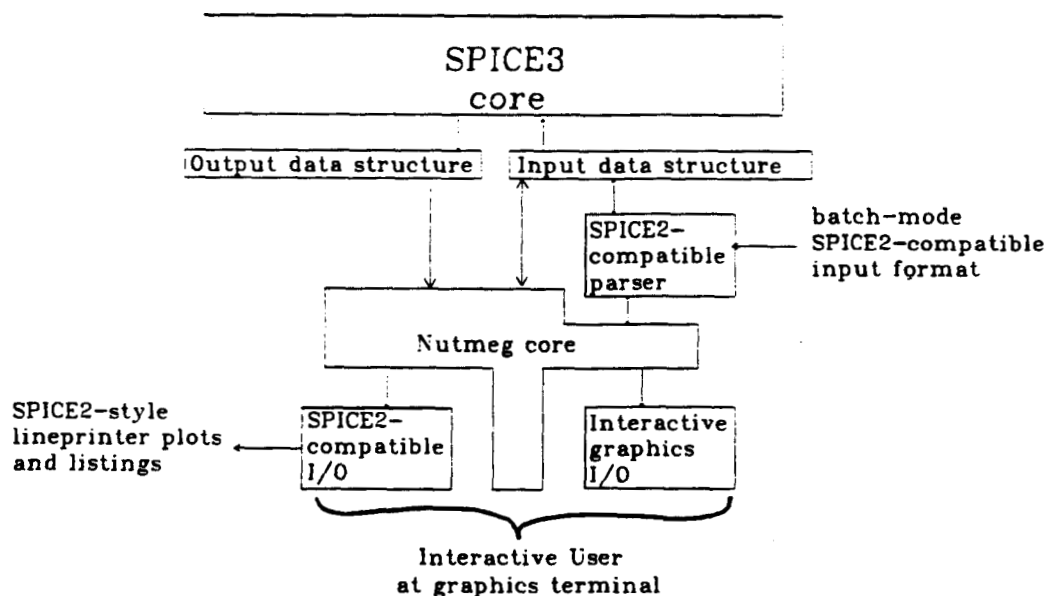 SPICE3
core
Output data structure
Input data structure
SPICE2-
compatible
parser
batch-mode
SPICE2-compatible
input format
Nutmeg core
SPICE2-style
lineprinter plots
and listings
SPICE2-
compatible
I/O
Interactive
graphics
I/O
Interactive User
at graphics terminal